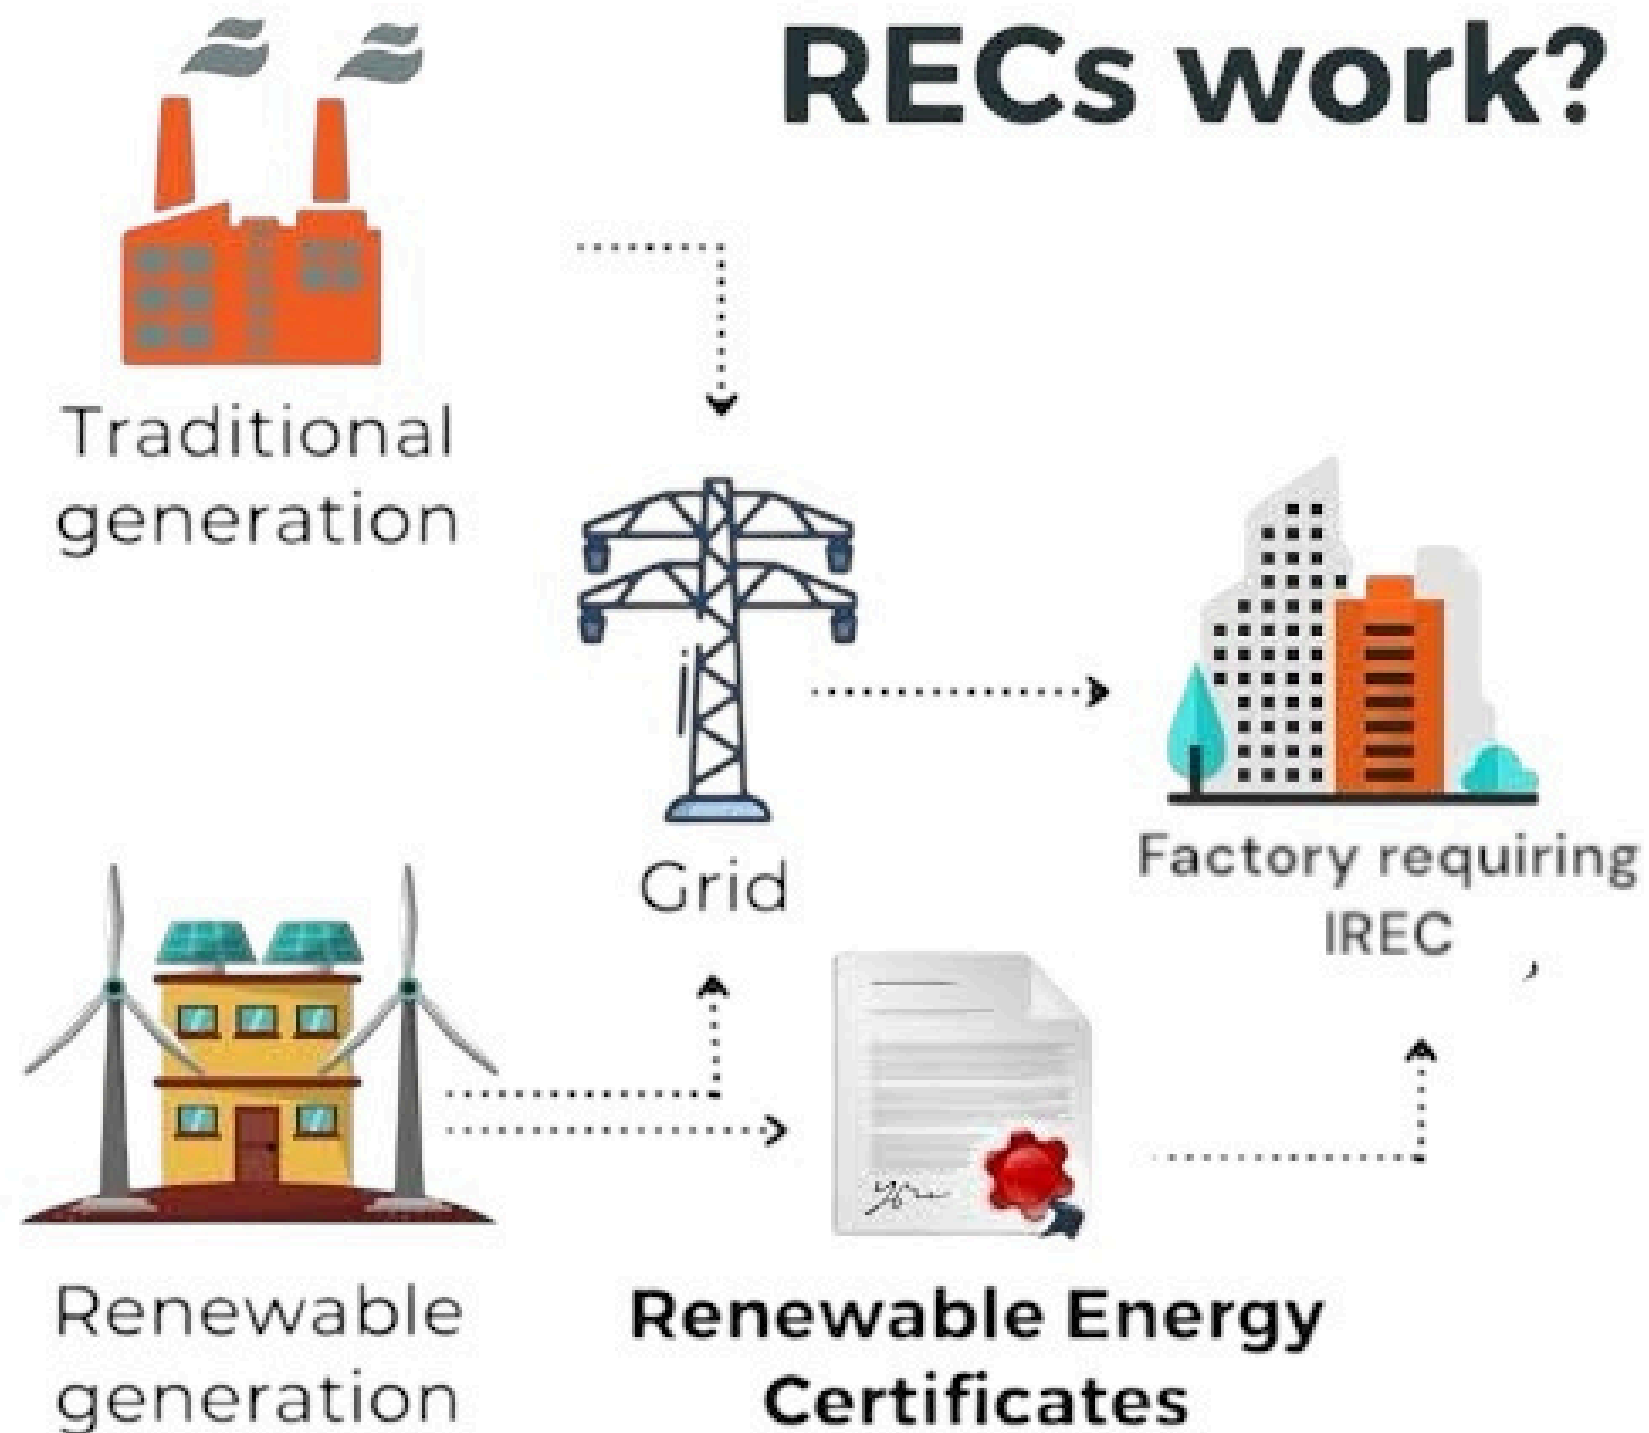 RECs work?
Traditional
generation
Grid
Factory requiring
IREC
Renewable
generation
Renewable Energy
Certificates